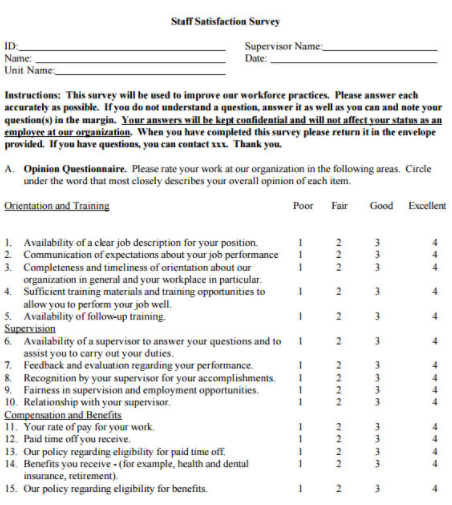 Staff Satisfaction Survey
ID: Supervisor Name:
Name: Date:
Unit Name:
Instructions: This survey will be used to improve our workforce practices. Please answer each
accurately as possible. If you do not understand a question, answer it as well as you can and note your
question(s) in the margin. Your answers will be kept confidential and will not affect your status as an
employee at our organization. When you have completed this survey please return it in the envelope
provided. If you have questions, you can contact xxx. Thank you.
A. Opinion Questionnaire. Please rate your work at our organization in the following areas. Circle
under the word that most closely describes your overall opinion of each item.
Orientation and Training Poor Fair Good Excellent
1. Availability of a clear job description for your position. 1 2 3 4
2. Communication of expectations about your job performance 1 2 3 4
3. Completeness and timeliness of orientation about our 1 2 3 4
organization in general and your workplace in particular.
4. Sufficient training materials and training opportunities to 1 2 3 4
allow you to perform your job well.
5. Availability of follow-up training. 1 2 3 4
Supervision
6. Availability of a supervisor to answer your questions and to 1 2 3 4
assist you to carry out your duties.
7. Feedback and evaluation regarding your performance. 1 2 3 4
8. Recognition by your supervisor for your accomplishments. 1 2 3 4
9. Fairness in supervision and employment opportunities. 1 2 3 4
10. Relationship with your supervisor. 1 2 3 4
Compensation and Benefits
11. Your rate of pay for your work. 1 2 3 4
12. Paid time off you receive. 1 2 3 4
13. Our policy regarding eligibility for paid time off. 1 2 3 4
14. Benefits you receive - (for example, health and dental 1 2 3 4
insurance, retirement).
15. Our policy regarding eligibility for benefits. 1 2 3 4